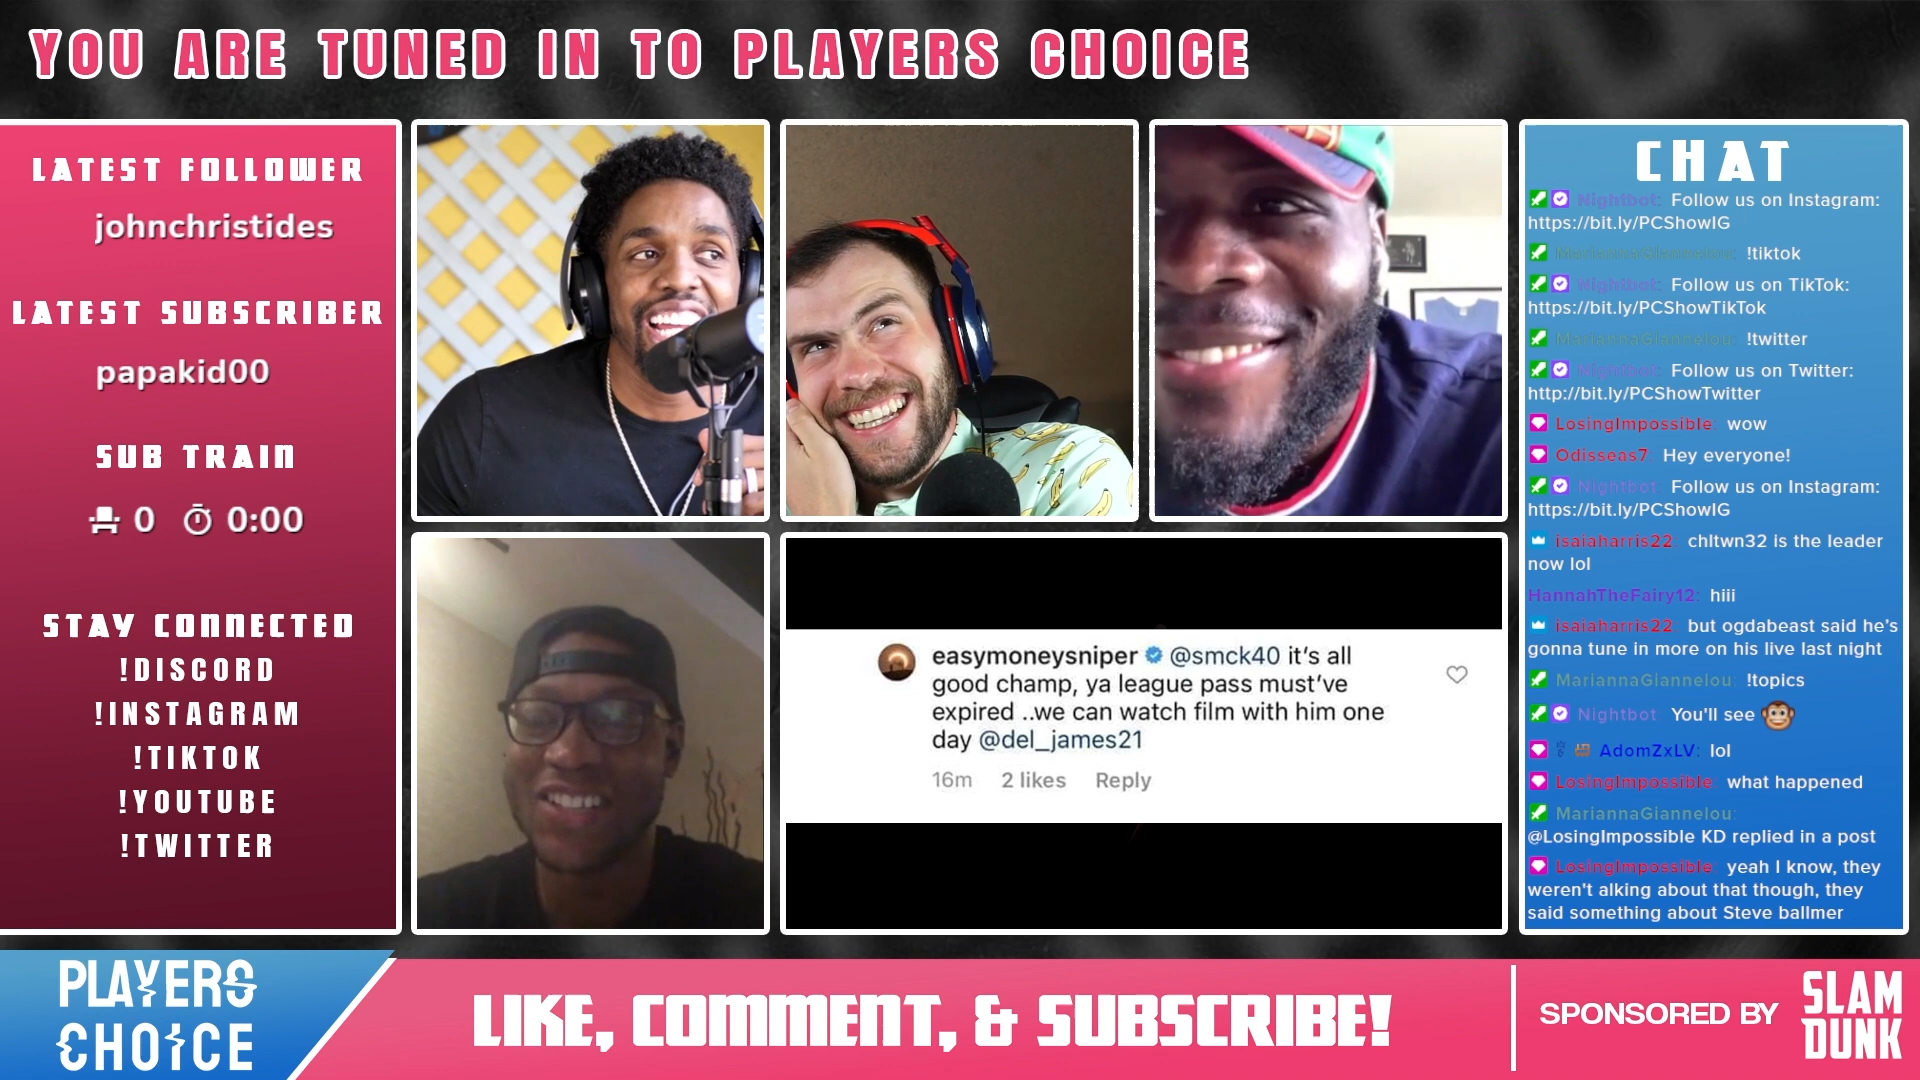 YOU ARE TUNED IN TO PLAYERS CHOICE
LATEST FOLLOWER
johnchristides
LATEST SUBSCRIBER
papakid00
SUB TRAIN
0 0:00
STAY CONNECTED
!DISCORD
!INSTAGRAM
!TIKTOK
!YOUTUBE
!TWITTER
easymoneysniper @smck40 it’s all
good champ, ya league pass must’ve
expired ..we can watch film with him one
day @del_james21
16m 2 likes Reply
CHAT
Nightbot: Follow us on Instagram:
https://bit.ly/PCShowIG
MariannaGiannelou: !tiktok
Nightbot: Follow us on TikTok:
https://bit.ly/PCShowTikTok
MariannaGiannelou: !twitter
Nightbot: Follow us on Twitter:
http://bit.ly/PCShowTwitter
LosingImpossible: wow
Odisseas7: Hey everyone!
Nightbot: Follow us on Instagram:
https://bit.ly/PCShowIG
isaiaharris22: chltwn32 is the leader
now lol
HannahTheFairy12: hiii
isaiaharris22: but ogdabeast said he's
gonna tune in more on his live last night
MariannaGiannelou: !topics
Nightbot: You'll see
AdomZxLV: lol
LosingImpossible: what happened
MariannaGiannelou:
@LosingImpossible KD replied in a post
LosingImpossible: yeah I know, they
weren't alking about that though, they
said something about Steve ballmer
PLAYERS
CHOICE
LIKE, COMMENT, & SUBSCRIBE!
SPONSORED BY
SLAM
DUNK